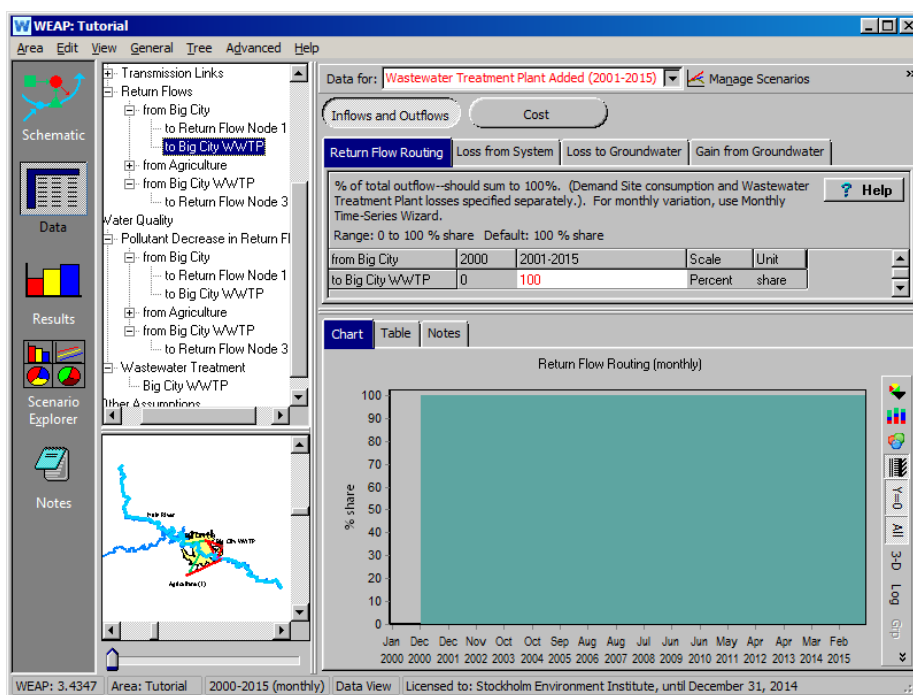 WEAP: Tutorial
Area Edit View General Tree Advanced Help
Schematic
Data
Results
Scenario
Explorer
Notes
Transmission Links
Return Flows
from Big City
to Return Flow Node 1
to Big City WWTP
from Agriculture
from Big City WWTP
to Return Flow Node 3
Water Quality
Pollutant Decrease in Return Fl
from Big City
to Return Flow Node 1
to Big City WWTP
from Agriculture
from Big City WWTP
to Return Flow Node 3
Wastewater Treatment
Big City WWTP
Other Assumptions
Main River
Big City WWTP
Data for: Wastewater Treatment Plant Added (2001-2015) Manage Scenarios
Inflows and Outflows Cost
Return Flow Routing Loss from System Loss to Groundwater Gain from Groundwater
% of total outflow--should sum to 100%. (Demand Site consumption and Wastewater
Treatment Plant losses specified separately.). For monthly variation, use Monthly
Time-Series Wizard.
? Help
Range: 0 to 100 % share Default: 100 % share
from Big City 2000 2001-2015 Scale Unit
to Big City WWTP 0 100 Percent share
Chart Table Notes
Return Flow Routing (monthly)
% share
100
90
80
70
60
50
40
30
20
10
0
Jan Dec Dec Nov Oct Oct Sep Aug Aug Jul Jun Jun May Apr Apr Mar Feb
2000 2000 2001 2002 2003 2004 2005 2006 2007 2008 2009 2010 2011 2012 2013 2014 2015
Y=0
All
3-D
Log
Grp
WEAP: 3.4347 Area: Tutorial 2000-2015 (monthly) Data View Licensed to: Stockholm Environment Institute, until December 31, 2014